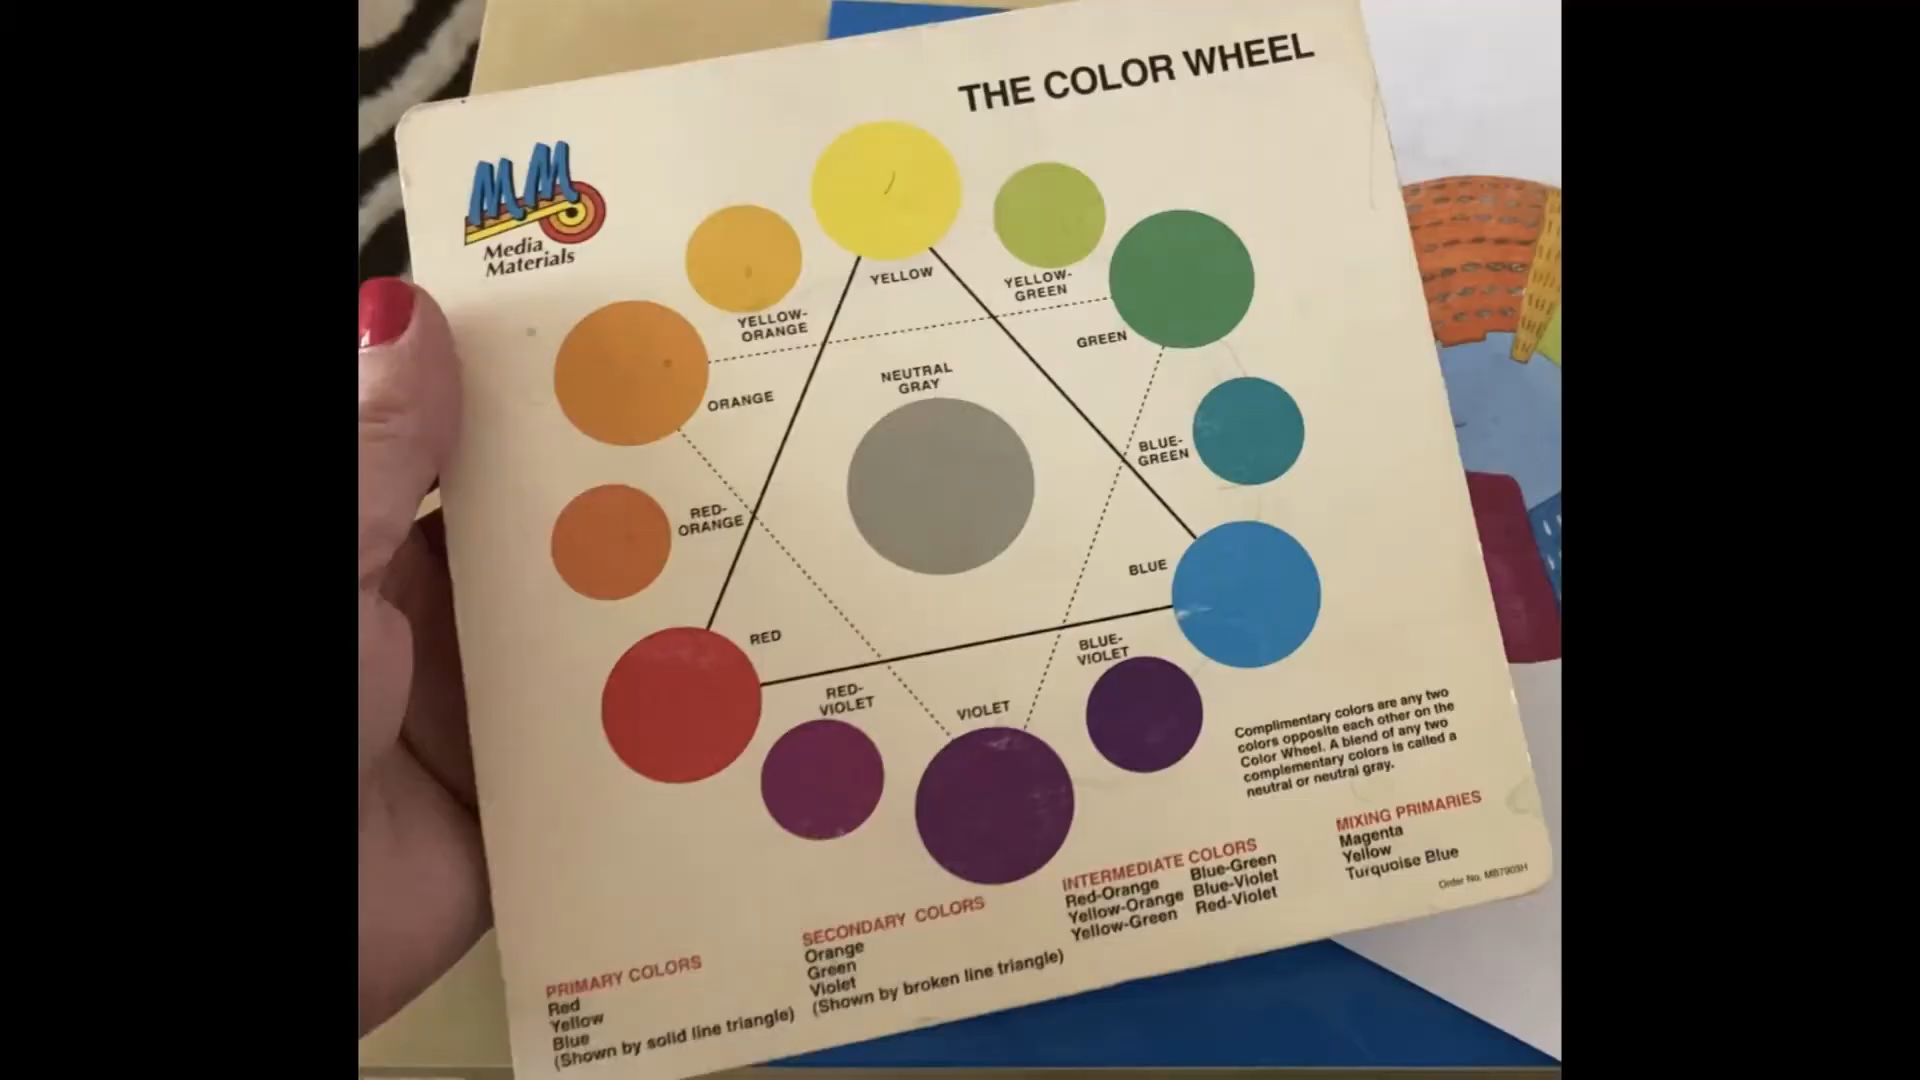 THE COLOR WHEEL
MM
Media
Materials
YELLOW
YELLOW-
GREEN
YELLOW-
ORANGE
GREEN
NEUTRAL
GRAY
ORANGE
BLUE-
GREEN
RED-
ORANGE
BLUE
RED
BLUE-
VIOLET
RED-
VIOLET
VIOLET
Complimentary colors are any two
colors opposite each other on the
Color Wheel. A blend of any two
complementary colors is called a
neutral or neutral gray.
PRIMARY COLORS
Red
Yellow
Blue
(Shown by solid line triangle)
SECONDARY COLORS
Orange
Green
Violet
(Shown by broken line triangle)
INTERMEDIATE COLORS
Red-Orange Blue-Green
Yellow-Orange Blue-Violet
Yellow-Green Red-Violet
MIXING PRIMARIES
Magenta
Yellow
Turquoise Blue
Order No. MB7903H